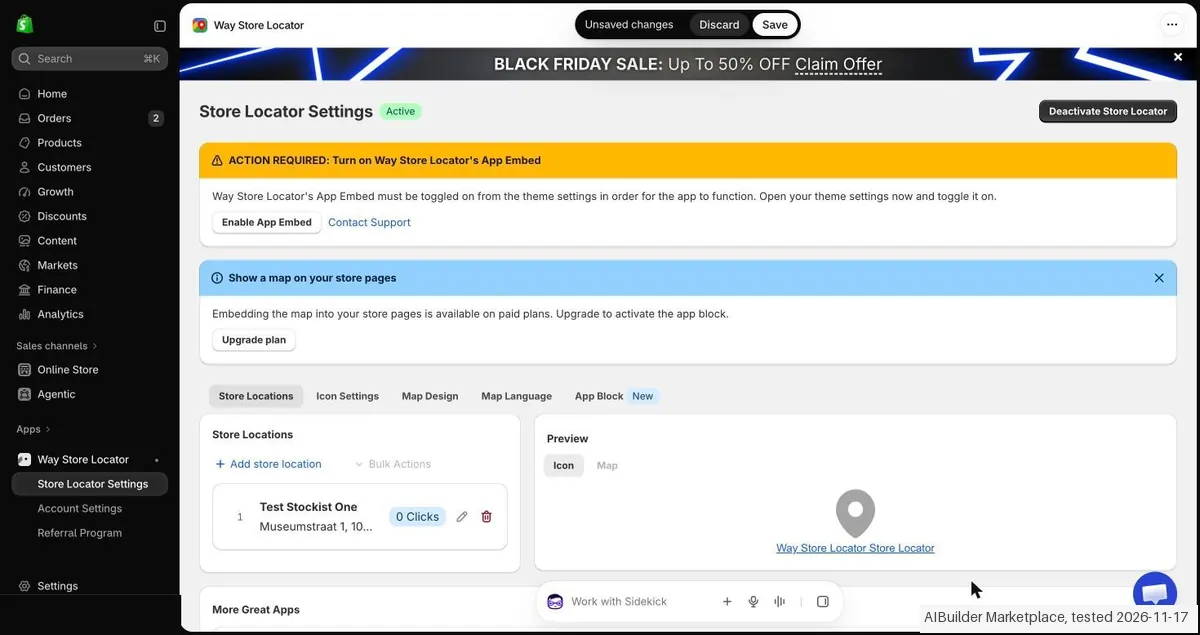 Way Store Locator
Unsaved changes
Discard
Save
Search
⌘K
BLACK FRIDAY SALE: Up To 50% OFF Claim Offer
Home
Orders
2
Products
Customers
Growth
Discounts
Content
Markets
Finance
Analytics
Sales channels
Online Store
Agentic
Apps
Way Store Locator
Store Locator Settings
Account Settings
Referral Program
Settings
Store Locator Settings
Active
Deactivate Store Locator
ACTION REQUIRED: Turn on Way Store Locator's App Embed
Way Store Locator's App Embed must be toggled on from the theme settings in order for the app to function. Open your theme settings now and toggle it on.
Enable App Embed
Contact Support
Show a map on your store pages
Embedding the map into your store pages is available on paid plans. Upgrade to activate the app block.
Upgrade plan
Store Locations
Icon Settings
Map Design
Map Language
App Block
New
Store Locations
+ Add store location
Bulk Actions
1
Test Stockist One
Museumstraat 1, 10...
0 Clicks
Preview
Icon
Map
Way Store Locator Store Locator
More Great Apps
Work with Sidekick
AIBuilder Marketplace, tested 2026-11-17